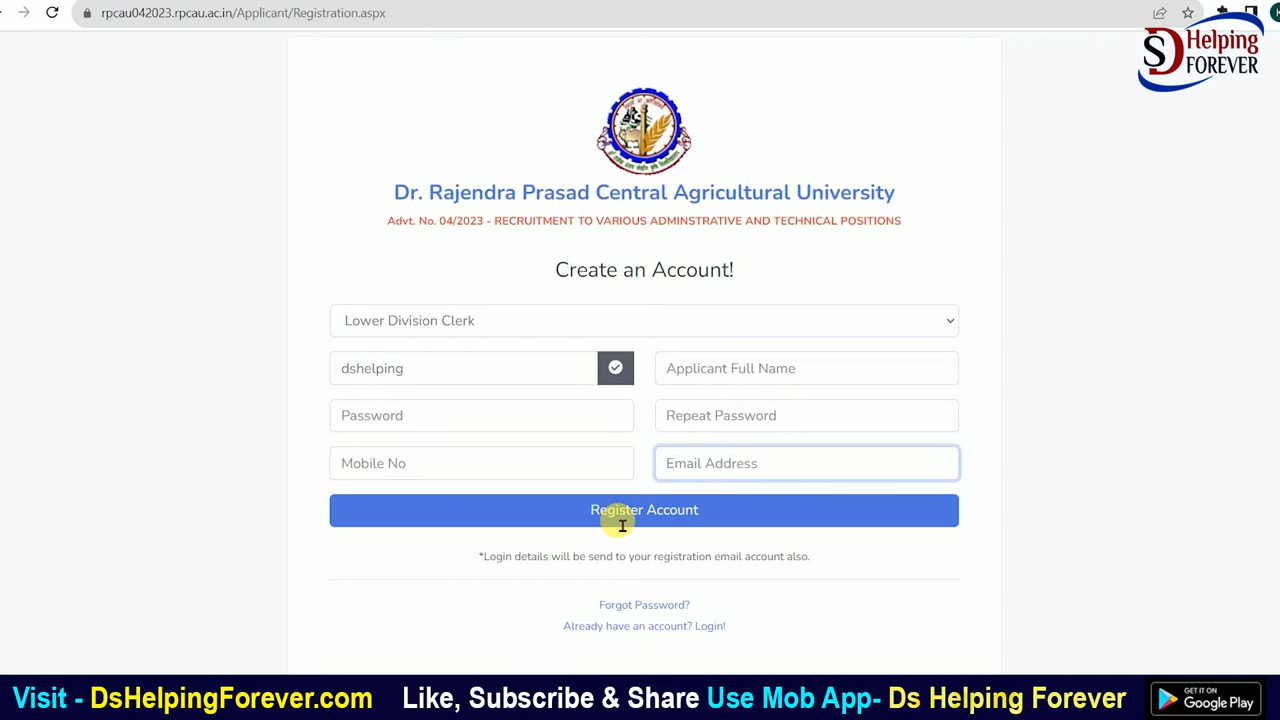 rpcau042023.rpcau.ac.in/Applicant/Registration.aspx
SD Helping
FOREVER
Dr. Rajendra Prasad Central Agricultural University
Advt. No. 04/2023 - RECRUITMENT TO VARIOUS ADMINSTRATIVE AND TECHNICAL POSITIONS
Create an Account!
Lower Division Clerk
dshelping
Applicant Full Name
Password
Repeat Password
Mobile No
Email Address
Register Account
*Login details will be send to your registration email account also.
Forgot Password?
Already have an account? Login!
Visit - DsHelpingForever.com Like, Subscribe & Share Use Mob App- Ds Helping Forever
GET IT ON
Google Play